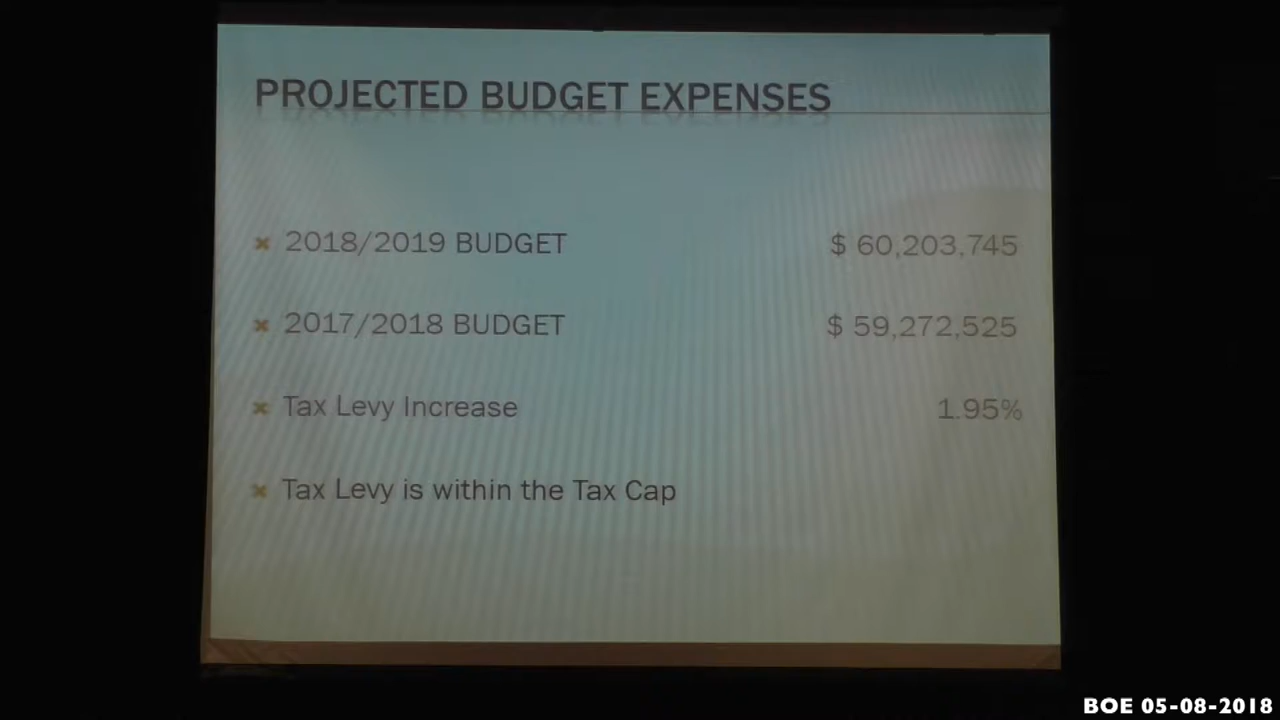 PROJECTED BUDGET EXPENSES
2018/2019 BUDGET $ 60,203,745
2017/2018 BUDGET $ 59,272,525
Tax Levy Increase 1.95%
Tax Levy is within the Tax Cap
BOE 05-08-2018